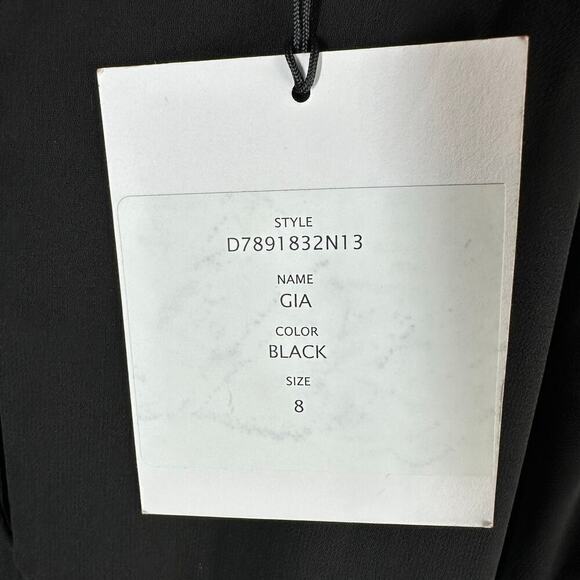 STYLE
D7891832N13
NAME
GIA
COLOR
BLACK
SIZE
8